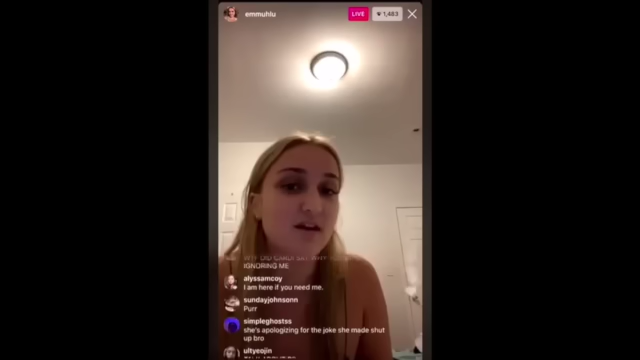 emmuhlu
LIVE
1,483
IGNORING ME
alyssamcoy
I am here if you need me.
sundayjohnsonn
Purr
simpleghostss
she's apologizing for the joke she made shut
up bro
ultyeojin